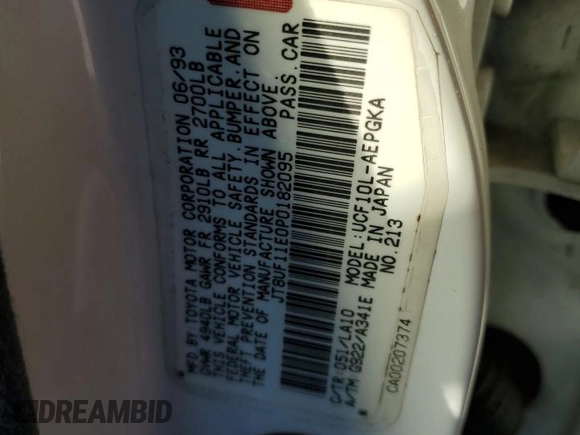 MFD. BY TOYOTA MOTOR CORPORATION 06/93
GVWR 4940LB GAWR FR 2910LB RR 2700LB
THIS VEHICLE CONFORMS TO ALL APPLICABLE
FEDERAL MOTOR VEHICLE SAFETY, BUMPER, AND
THEFT PREVENTION STANDARDS IN EFFECT ON
THE DATE OF MANUFACTURE SHOWN ABOVE.
JT8UF11E0P0182095 PASS. CAR
C/TR 051/LA10 MODEL:UCF10L-AEPGKA
A/TM G922/A341E MADE IN JAPAN
NO.213
CA00207374
IDREAMBID